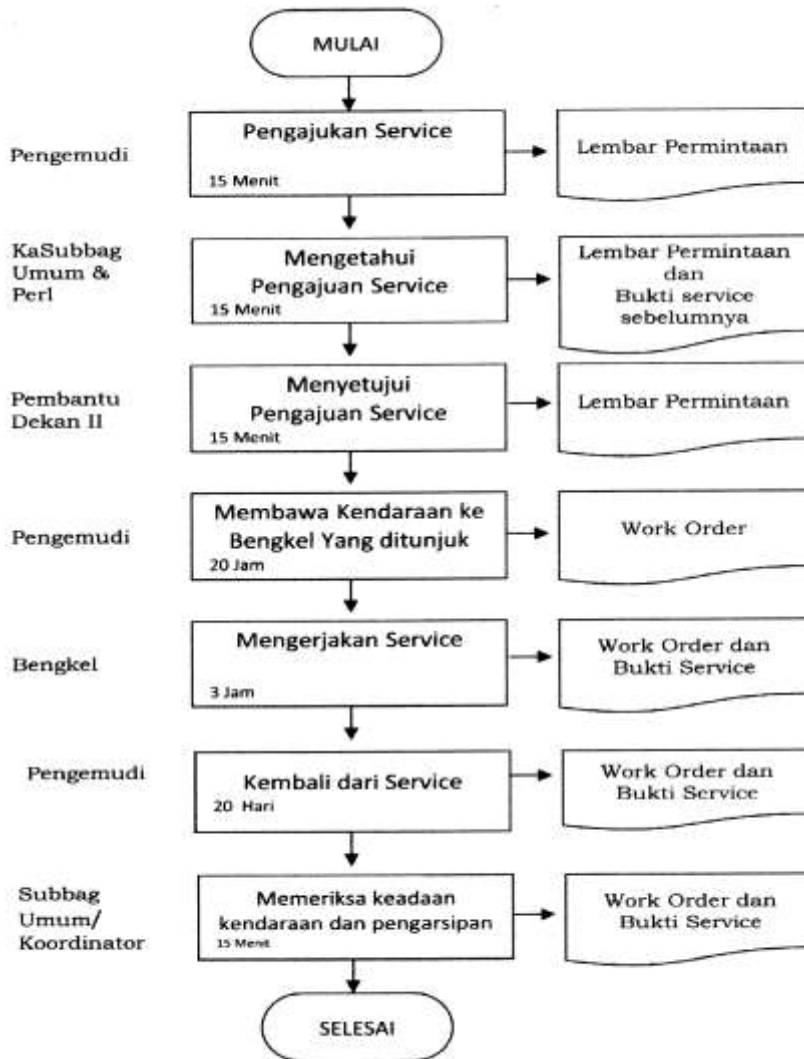 MULAI
Pengemudi
Pengajukan Service
15 Menit
Lembar Permintaan
KaSubbag
Umum &
Perl
Mengetahui
Pengajuan Service
15 Menit
Lembar Permintaan
dan
Bukti service
sebelumnya
Pembantu
Dekan II
Menyetujui
Pengajuan Service
15 Menit
Lembar Permintaan
Pengemudi
Membawa Kendaraan ke
Bengkel Yang ditunjuk
20 Jam
Work Order
Bengkel
Mengerjakan Service
3 Jam
Work Order dan
Bukti Service
Pengemudi
Kembali dari Service
20 Hari
Work Order dan
Bukti Service
Subbag
Umum/
Koordinator
Memeriksa keadaan
kendaraan dan pengarsipan
15 Menit
Work Order dan
Bukti Service
SELESAI